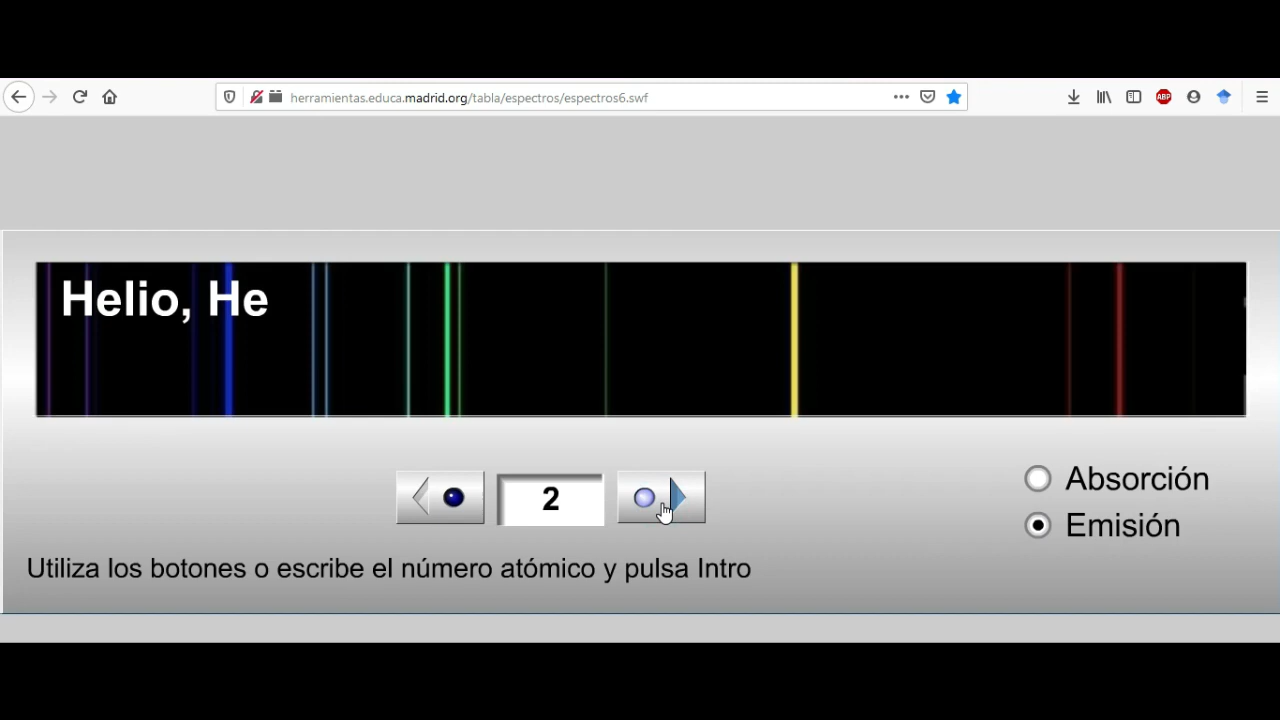 herramientas.educa.madrid.org/tabla/espectros/espectros6.swf
ABP
Helio, He
2
Absorción
Emisión
Utiliza los botones o escribe el número atómico y pulsa Intro